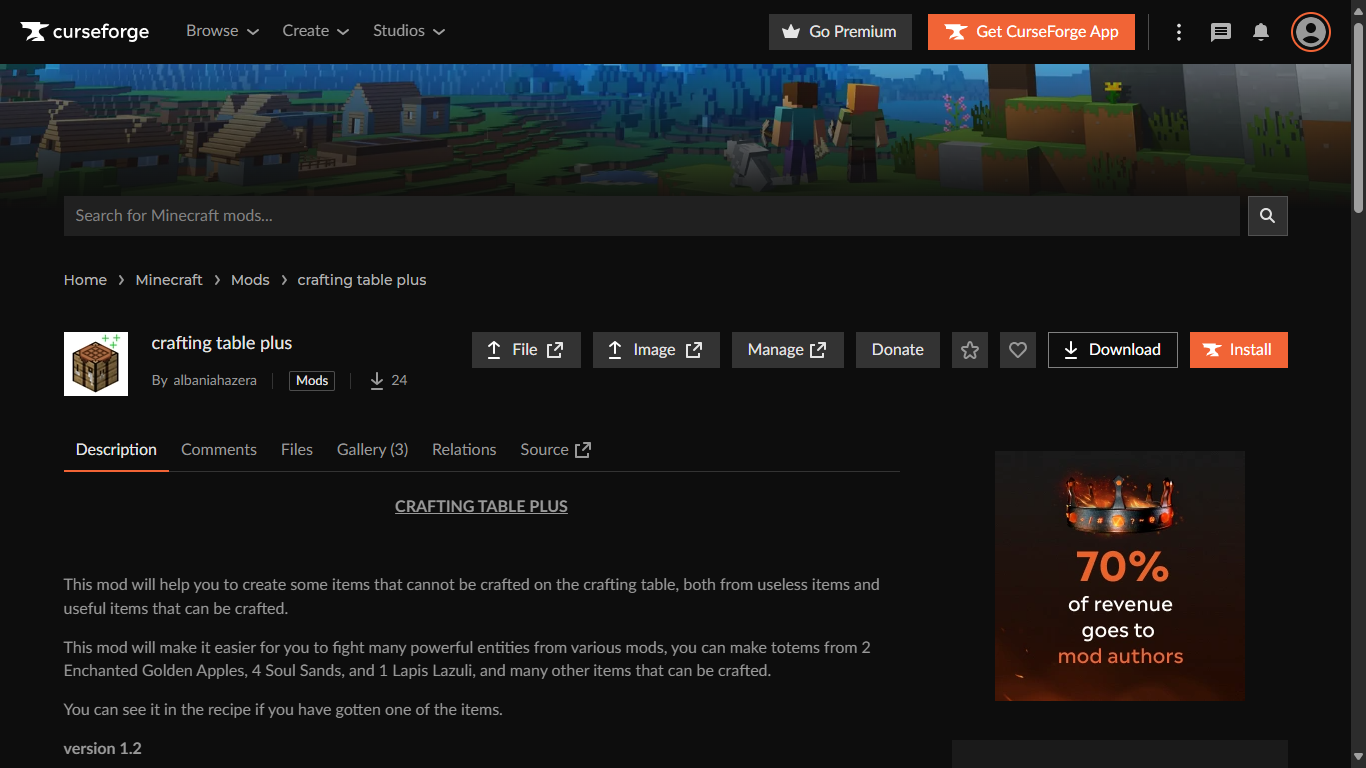 curseforge
Browse
Create
Studios
Go Premium
Get CurseForge App
Search for Minecraft mods...
Home > Minecraft > Mods > crafting table plus
crafting table plus
By albaniahazera
Mods
24
File
Image
Manage
Donate
Download
Install
Description
Comments
Files
Gallery (3)
Relations
Source
CRAFTING TABLE PLUS
This mod will help you to create some items that cannot be crafted on the crafting table, both from useless items and
useful items that can be crafted.
This mod will make it easier for you to fight many powerful entities from various mods, you can make totems from 2
Enchanted Golden Apples, 4 Soul Sands, and 1 Lapis Lazuli, and many other items that can be crafted.
You can see it in the recipe if you have gotten one of the items.
version 1.2
70%
of revenue
goes to
mod authors